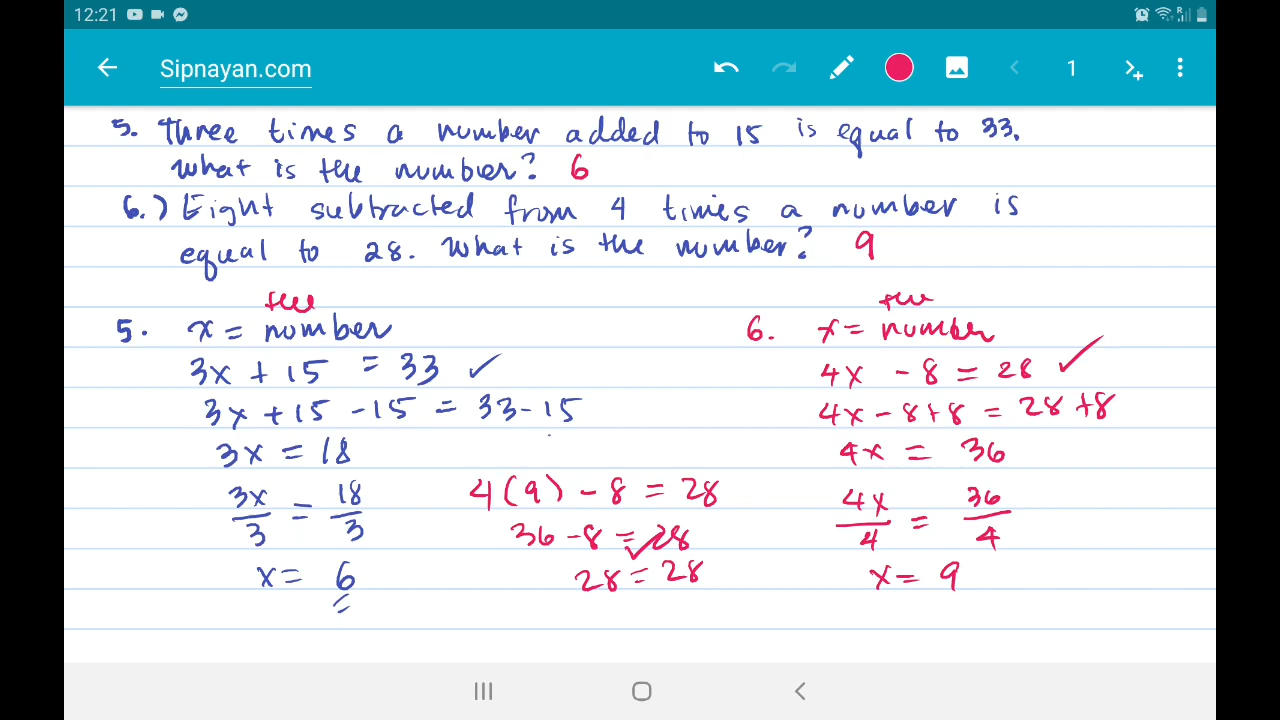 12:21
Sipnayan.com
1
5. Three times a number added to 15 is equal to 33.
What is the number? 6
6.) Eight subtracted from 4 times a number is
equal to 28. What is the number? 9
the
5. x = number
3x + 15 = 33 ✓
3x + 15 - 15 = 33 - 15
3x = 18
3x/3 = 18/3
x = 6
4(9) - 8 = 28
36 - 8 = 28
28 = 28 ✓
the
6. x = number
4x - 8 = 28 ✓
4x - 8 + 8 = 28 + 8
4x = 36
4x/4 = 36/4
x = 9